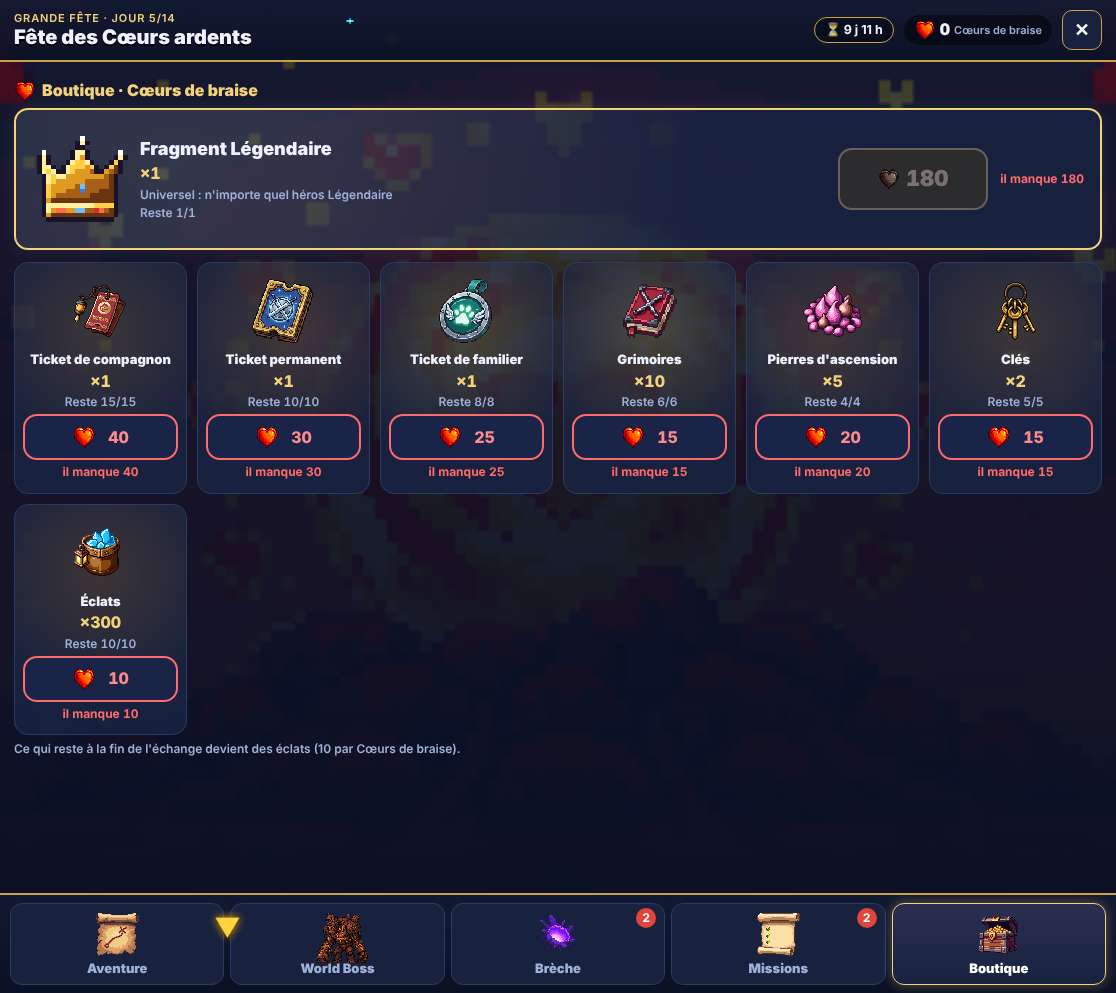 GRANDE FÊTE · JOUR 5/14
Fête des Cœurs ardents
9 j 11 h
0 Cœurs de braise
Boutique · Cœurs de braise
Fragment Légendaire
×1
Universel : n'importe quel héros Légendaire
Reste 1/1
180
il manque 180
Ticket de compagnon
×1
Reste 15/15
40
il manque 40
Ticket permanent
×1
Reste 10/10
30
il manque 30
Ticket de familier
×1
Reste 8/8
25
il manque 25
Grimoires
×10
Reste 6/6
15
il manque 15
Pierres d'ascension
×5
Reste 4/4
20
il manque 20
Clés
×2
Reste 5/5
15
il manque 15
Éclats
×300
Reste 10/10
10
il manque 10
Ce qui reste à la fin de l'échange devient des éclats (10 par Cœurs de braise).
Aventure
World Boss
2
Brèche
2
Missions
Boutique